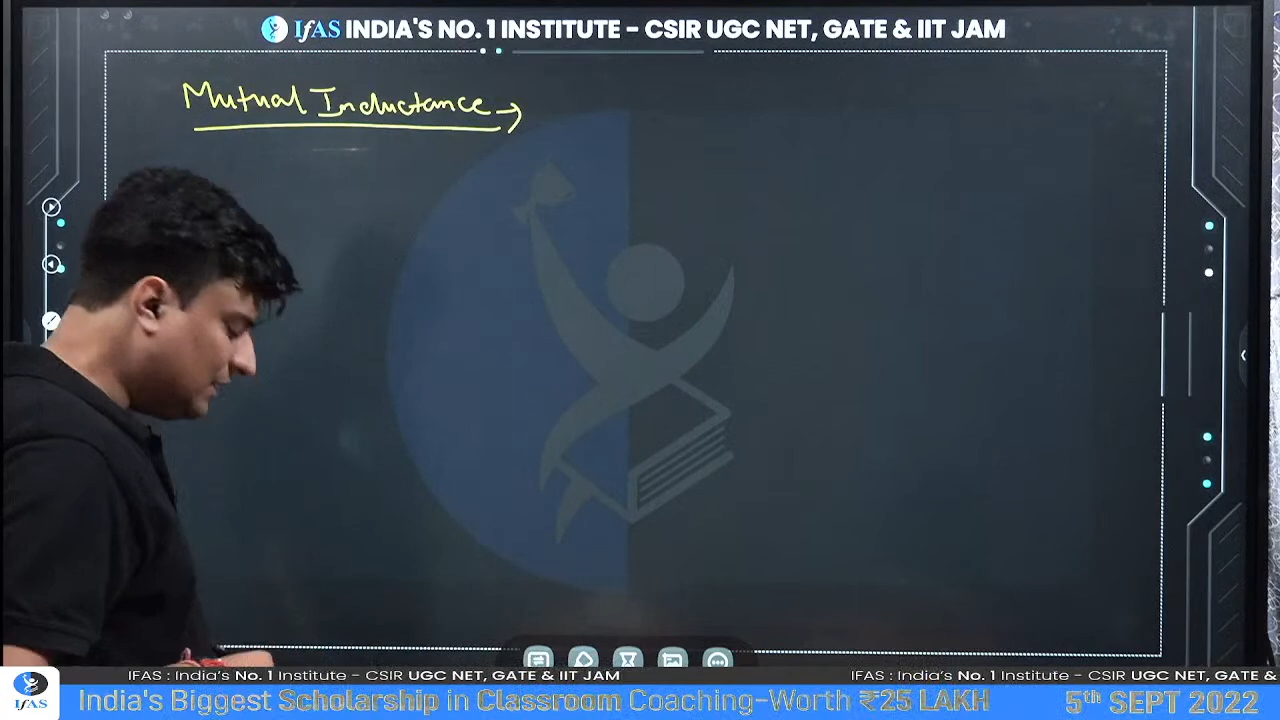 IfAS INDIA'S NO. 1 INSTITUTE - CSIR UGC NET, GATE & IIT JAM
Mutual Inductance →
IFAS : India's No. 1 Institute - CSIR UGC NET, GATE & IIT JAM IFAS : India's No. 1 Institute - CSIR UGC NET, GATE & J
IfAS India's Biggest Scholarship in Classroom Coaching-Worth ₹25 LAKH 5th SEPT 2022